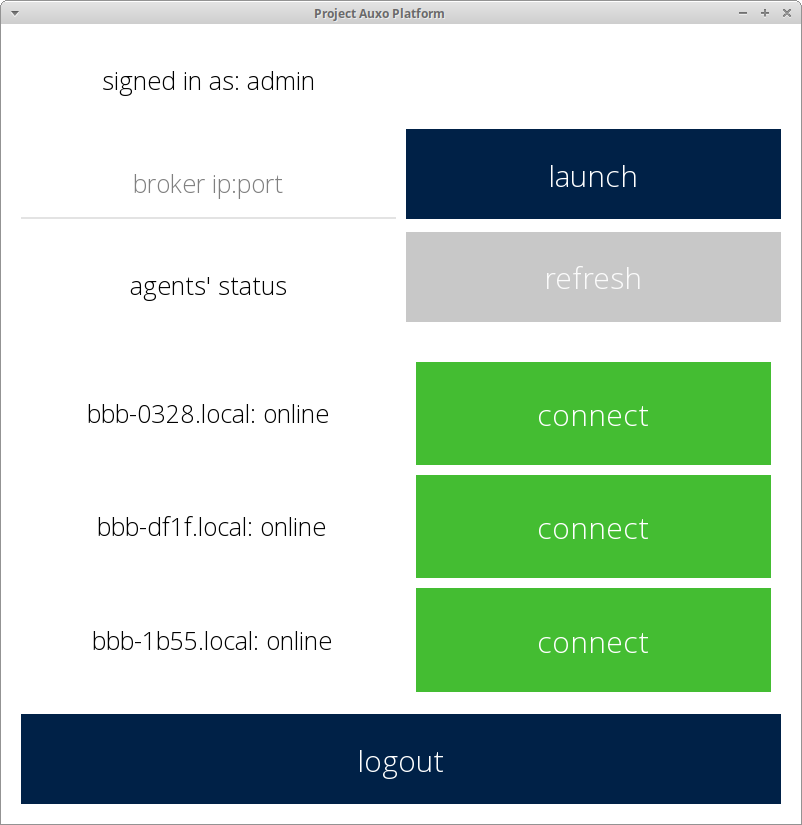 Project Auxo Platform
signed in as: admin
broker ip:port
launch
agents' status
refresh
bbb-0328.local: online
connect
bbb-df1f.local: online
connect
bbb-1b55.local: online
connect
logout